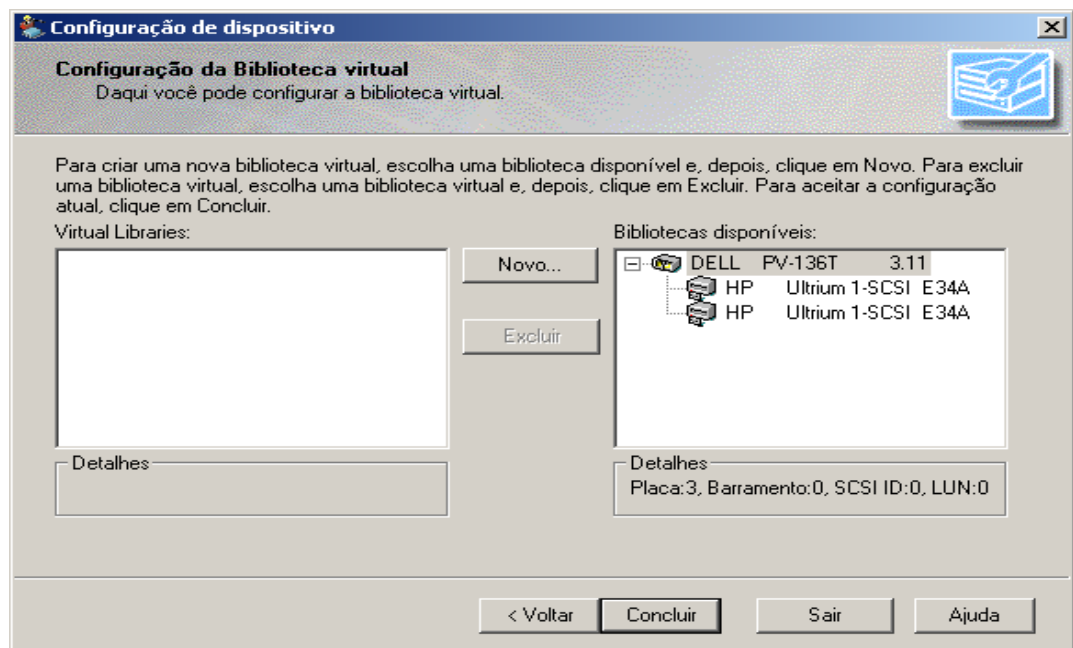 Configuração de dispositivo
Configuração da Biblioteca virtual
Daqui você pode configurar a biblioteca virtual.
Para criar uma nova biblioteca virtual, escolha uma biblioteca disponível e, depois, clique em Novo. Para excluir
uma biblioteca virtual, escolha uma biblioteca virtual e, depois, clique em Excluir. Para aceitar a configuração
atual, clique em Concluir.
Virtual Libraries:
Novo...
Excluir
Bibliotecas disponíveis:
DELL PV-136T 3.11
HP Ultrium 1-SCSI E34A
HP Ultrium 1-SCSI E34A
Detalhes
Detalhes
Placa:3, Barramento:0, SCSI ID:0, LUN:0
< Voltar Concluir Sair Ajuda